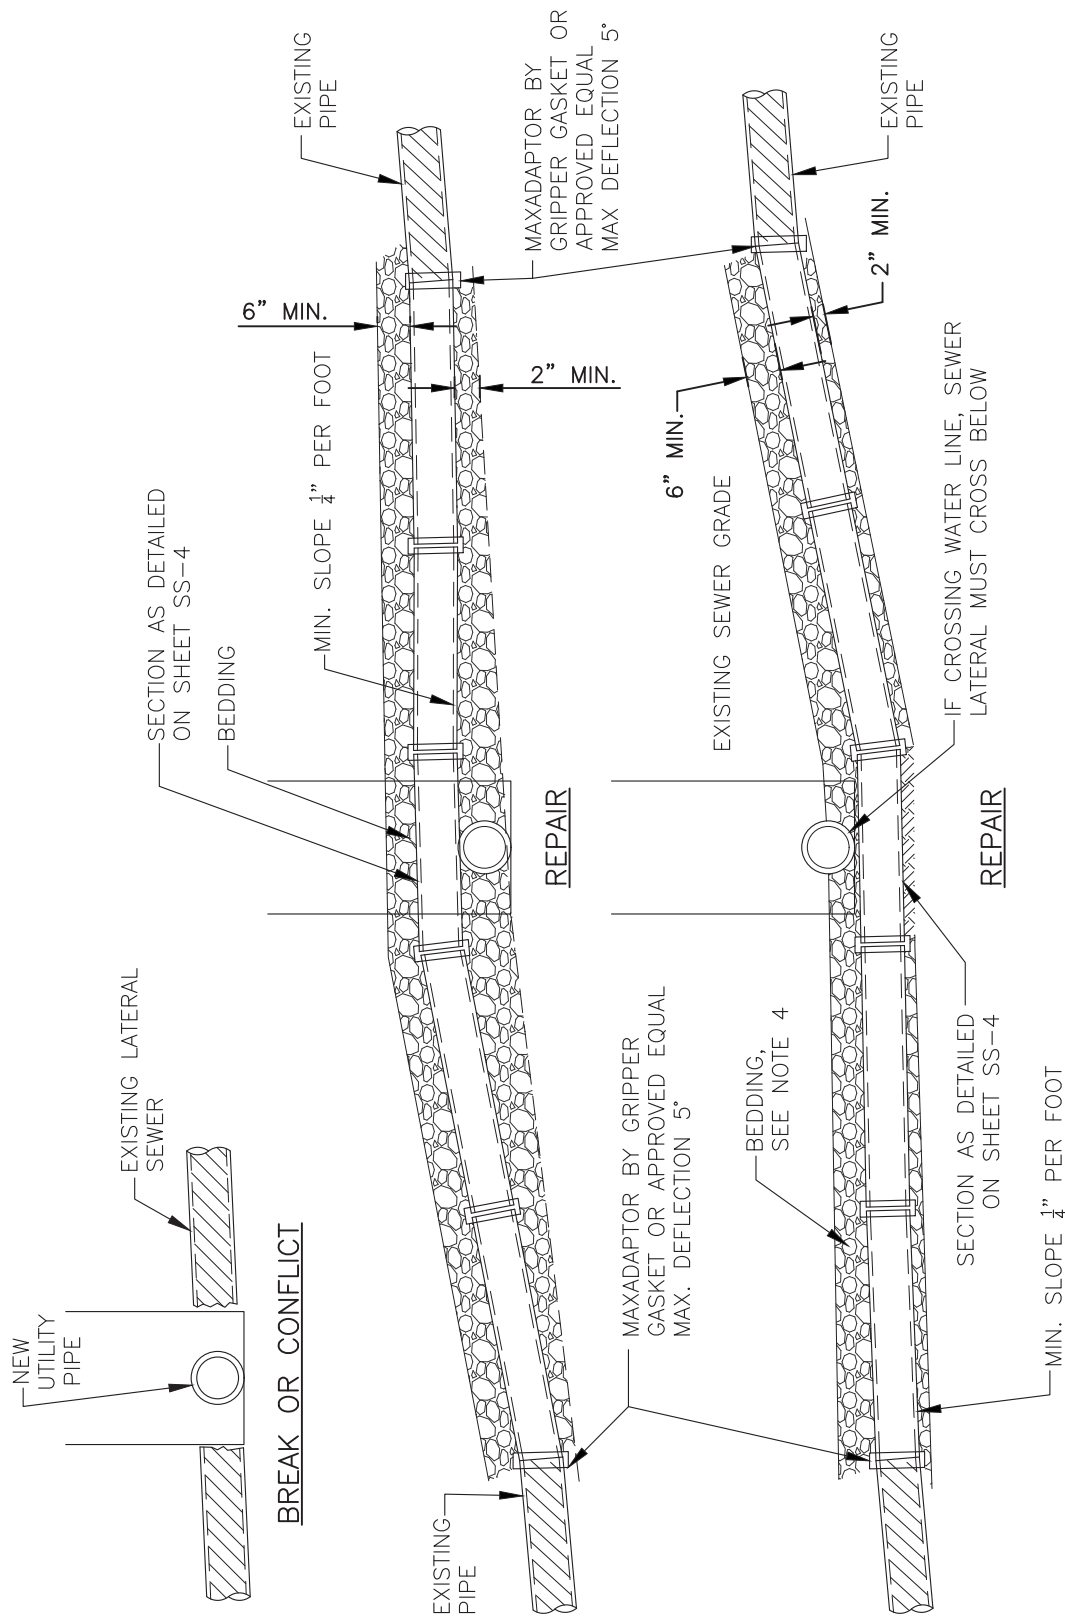 NEW
UTILITY
PIPE
EXISTING LATERAL
SEWER
BREAK OR CONFLICT
SECTION AS DETAILED
ON SHEET SS-4
BEDDING
MIN. SLOPE 1/4" PER FOOT
6" MIN.
2" MIN.
EXISTING
PIPE
EXISTING
PIPE
MAXADAPTOR BY
GRIPPER GASKET OR
APPROVED EQUAL
MAX DEFLECTION 5°
REPAIR
MAXADAPTOR BY GRIPPER
GASKET OR APPROVED EQUAL
MAX. DEFLECTION 5°
BEDDING,
SEE NOTE 4
EXISTING SEWER GRADE
6" MIN.
2" MIN.
EXISTING
PIPE
IF CROSSING WATER LINE, SEWER
LATERAL MUST CROSS BELOW
REPAIR
SECTION AS DETAILED
ON SHEET SS-4
MIN. SLOPE 1/4" PER FOOT